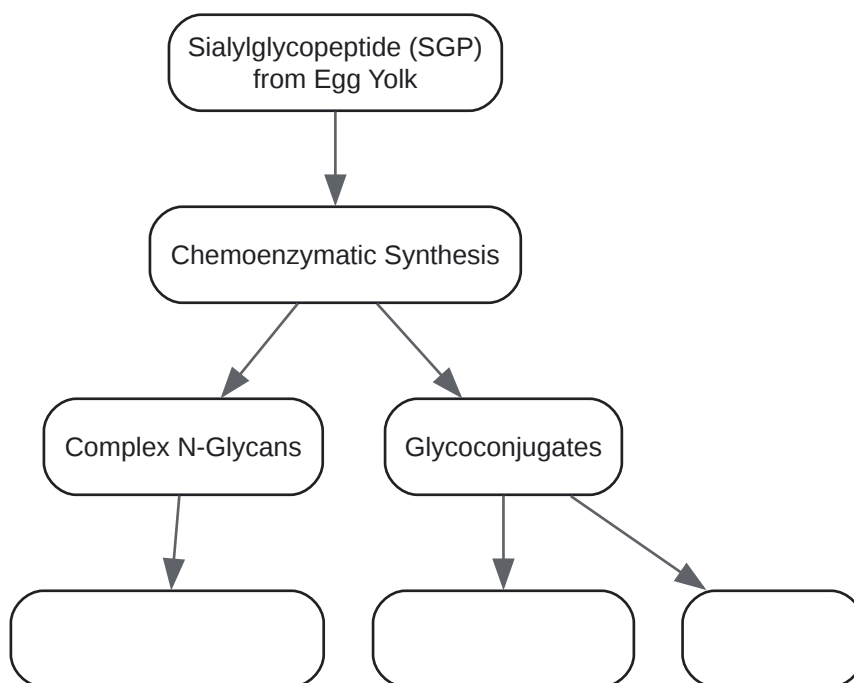 Sialylglycopeptide (SGP)
from Egg Yolk
Chemoenzymatic Synthesis
Complex N-Glycans
Glycoconjugates